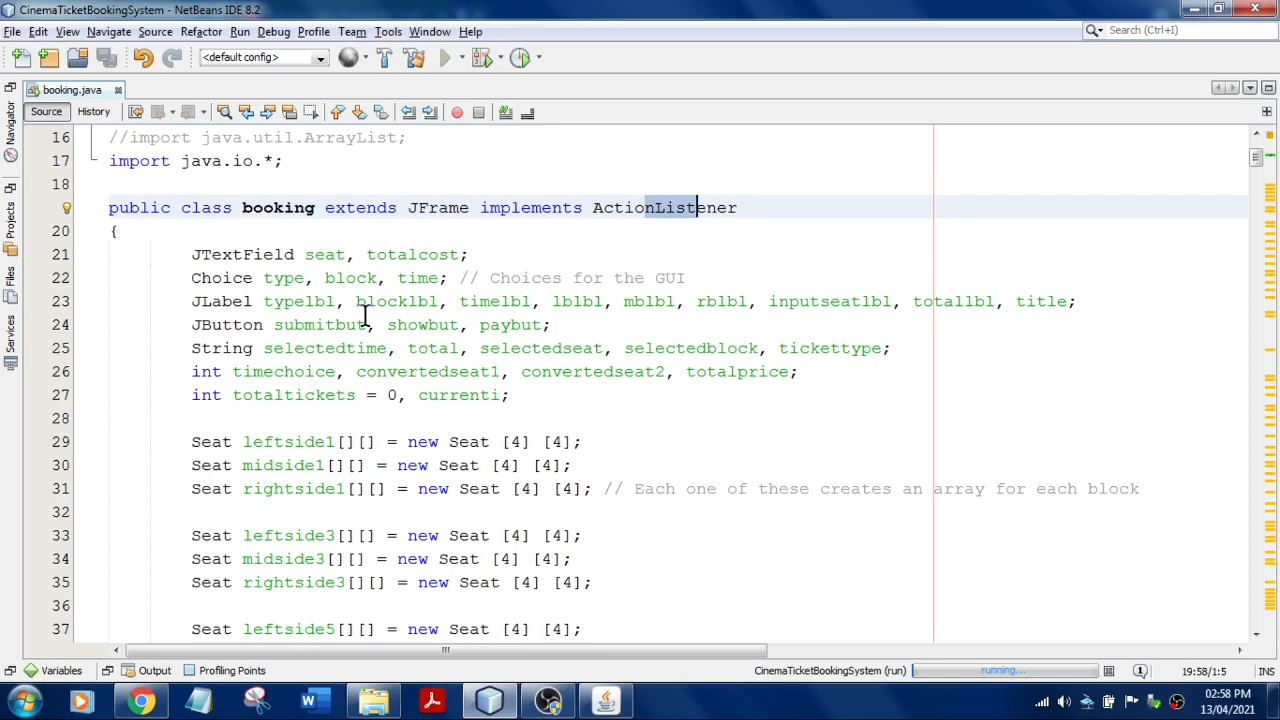 CinemaTicketBookingSystem - NetBeans IDE 8.2
File Edit View Navigate Source Refactor Run Debug Profile Team Tools Window Help
Search (Ctrl+I)
<default config>
booking.java
Source History
16 //import java.util.ArrayList;
17 import java.io.*;
18
public class booking extends JFrame implements ActionListener
20 {
21 JTextField seat, totalcost;
22 Choice type, block, time; // Choices for the GUI
23 JLabel typelbl, blocklbl, timelbl, lblbl, mblbl, rblbl, inputseatlbl, totallbl, title;
24 JButton submitbut, showbut, paybut;
25 String selectedtime, total, selectedseat, selectedblock, tickettype;
26 int timechoice, convertedseat1, convertedseat2, totalprice;
27 int totaltickets = 0, currenti;
28
29 Seat leftside1[][] = new Seat [4] [4];
30 Seat midside1[][] = new Seat [4] [4];
31 Seat rightside1[][] = new Seat [4] [4]; // Each one of these creates an array for each block
32
33 Seat leftside3[][] = new Seat [4] [4];
34 Seat midside3[][] = new Seat [4] [4];
35 Seat rightside3[][] = new Seat [4] [4];
36
37 Seat leftside5[][] = new Seat [4] [4];
Navigator
Projects
Files
Services
Variables Output Profiling Points CinemaTicketBookingSystem (run) running... 1 19:58/1:5 INS
02:58 PM
13/04/2021